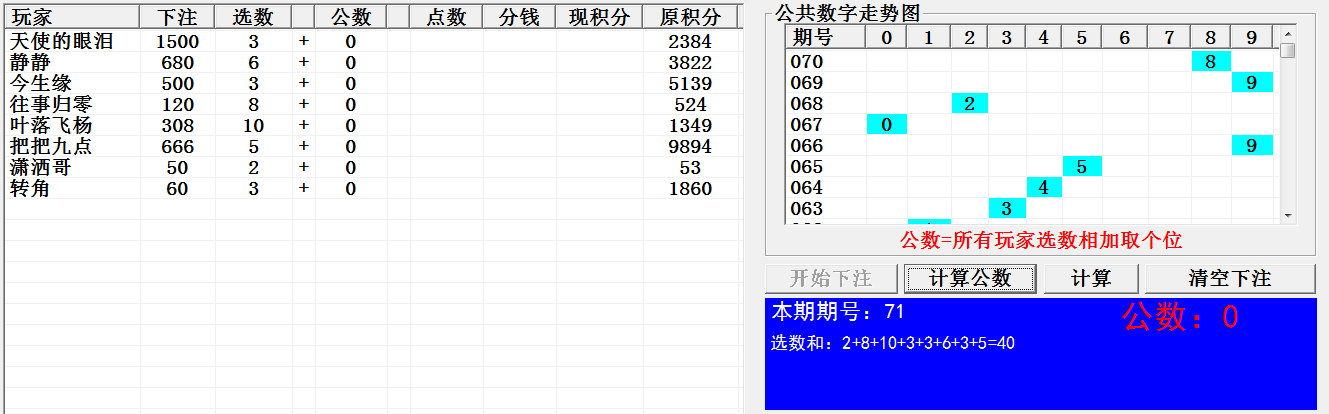 玩家 下注 选数 公数 点数 分钱 现积分 原积分
天使的眼泪 1500 3 + 0 2384
静静 680 6 + 0 3822
今生缘 500 3 + 0 5139
往事归零 120 8 + 0 524
叶落飞杨 308 10 + 0 1349
把把九点 666 5 + 0 9894
潇洒哥 50 2 + 0 53
转角 60 3 + 0 1860
公共数字走势图
期号 0 1 2 3 4 5 6 7 8 9
070 8
069 9
068 2
067 0
066 9
065 5
064 4
063 3
公数=所有玩家选数相加取个位
开始下注 计算公数 计算 清空下注
本期期号：71 公数：0
选数和：2+8+10+3+3+6+3+5=40